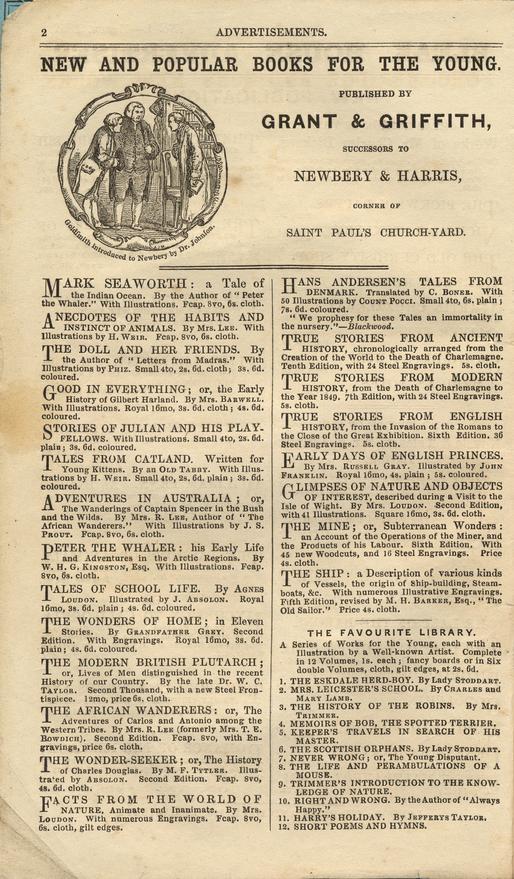 2
ADVERTISEMENTS.
NEW AND POPULAR BOOKS FOR THE YOUNG.
Goldsmith introduced to Newbery by Dr. Johnson.
PUBLISHED BY
GRANT & GRIFFITH,
SUCCESSORS TO
NEWBERY & HARRIS,
CORNER OF
SAINT PAUL'S CHURCH-YARD.
MARK SEAWORTH: a Tale of
the Indian Ocean. By the Author of "Peter
the Whaler." With Illustrations. Fcap. 8vo, 6s. cloth.
ANECDOTES OF THE HABITS AND
INSTINCT OF ANIMALS. By Mrs. LEE. With
Illustrations by H. WEIR. Fcap. 8vo, 6s. cloth.
THE DOLL AND HER FRIENDS. By
the Author of "Letters from Madras." With
Illustrations by PHIZ. Small 4to, 2s. 6d. cloth; 3s. 6d.
coloured.
GOOD IN EVERYTHING; or, the Early
History of Gilbert Harland. By Mrs. BARWELL.
With Illustrations. Royal 16mo, 3s. 6d. cloth; 4s. 6d.
coloured.
STORIES OF JULIAN AND HIS PLAY-
FELLOWS. With Illustrations. Small 4to, 2s. 6d.
plain; 3s. 6d. coloured.
TALES FROM CATLAND. Written for
Young Kittens. By an OLD TABBY. With Illus-
trations by H. WEIR. Small 4to, 2s. 6d. plain; 3s. 6d.
coloured.
ADVENTURES IN AUSTRALIA; or,
The Wanderings of Captain Spencer in the Bush
and the Wilds. By Mrs. R. LEE, Author of "The
African Wanderers," With Illustrations by J. S.
PROUT. Fcap. 8vo, 6s. cloth.
PETER THE WHALER: his Early Life
and Adventures in the Arctic Regions. By
W. H. G. KINGSTON, Esq. With Illustrations. Fcap.
8vo, 6s. cloth.
TALES OF SCHOOL LIFE. By AGNES
LOUDON. Illustrated by J. ABSOLON. Royal
16mo, 3s. 6d. plain; 4s. 6d. coloured.
THE WONDERS OF HOME; in Eleven
Stories. By GRANDFATHER GREY. Second
Edition. With Engravings. Royal 16mo, 3s. 6d.
plain; 4s. 6d. coloured.
THE MODERN BRITISH PLUTARCH;
or, Lives of Men distinguished in the recent
History of our Country. By the late Dr. W. C.
TAYLOR. Second Thousand, with a new Steel Fron-
tispiece. 12mo, price 6s. cloth.
THE AFRICAN WANDERERS: or, The
Adventures of Carlos and Antonio among the
Western Tribes. By Mrs. R. LEE (formerly Mrs. T. E.
BOWDICH). Second Edition. Fcap. 8vo, with En-
gravings, price 6s. cloth.
THE WONDER-SEEKER; or, The History
of Charles Douglas. By M. F. TYTLER. Illus-
trated by ABSOLON. Second Edition. Fcap. 8vo,
4s. 6d. cloth.
FACTS FROM THE WORLD OF
NATURE, Animate and Inanimate. By Mrs.
LOUDON. With numerous Engravings. Fcap. 8vo,
6s. cloth, gilt edges.
HANS ANDERSEN'S TALES FROM
DENMARK. Translated by C. BONER. With
50 Illustrations by COUNT POCCI. Small 4to, 6s. plain;
7s. 6d. coloured.
"We prophesy for these Tales an immortality in
the nursery."—Blackwood.
TRUE STORIES FROM ANCIENT
HISTORY, chronologically arranged from the
Creation of the World to the Death of Charlemagne.
Tenth Edition, with 24 Steel Engravings. 5s. cloth.
TRUE STORIES FROM MODERN
HISTORY, from the Death of Charlemagne to
the Year 1849. 7th Edition, with 24 Steel Engravings.
5s. cloth.
TRUE STORIES FROM ENGLISH
HISTORY, from the Invasion of the Romans to
the Close of the Great Exhibition. Sixth Edition. 36
Steel Engravings. 5s. cloth.
EARLY DAYS OF ENGLISH PRINCES.
By Mrs. RUSSELL GRAY. Illustrated by JOHN
FRANKLIN. Royal 16mo, 4s. plain; 5s. coloured.
GLIMPSES OF NATURE AND OBJECTS
OF INTEREST, described during a Visit to the
Isle of Wight. By Mrs. LOUDON. Second Edition,
with 41 Illustrations. Square 16mo, 3s. 6d. cloth.
THE MINE; or, Subterranean Wonders:
an Account of the Operations of the Miner, and
the Products of his Labour. Sixth Edition, With
45 new Woodcuts, and 16 Steel Engravings. Price
4s. cloth.
THE SHIP: a Description of various kinds
of Vessels, the origin of Ship-building, Steam-
boats, &c. With numerous Illustrative Engravings.
Fifth Edition, revised by M. H. BARKER, Esq., "The
Old Sailor." Price 4s. cloth.
THE FAVOURITE LIBRARY.
A Series of Works for the Young, each with an
Illustration by a Well-known Artist. Complete
in 12 Volumes, 1s. each; fancy boards or in Six
double Volumes, cloth, gilt edges, at 2s. 6d.
1. THE ESKDALE HERD-BOY. By Lady STODDART.
2. MRS. LEICESTER'S SCHOOL. By CHARLES and
MARY LAMB.
3. THE HISTORY OF THE ROBINS. By Mrs.
TRIMMER.
4. MEMOIRS OF BOB, THE SPOTTED TERRIER.
5. KEEPER'S TRAVELS IN SEARCH OF HIS
MASTER.
6. THE SCOTTISH ORPHANS. By Lady STODDART.
7. NEVER WRONG; or, The Young Disputant.
8. THE LIFE AND PERAMBULATIONS OF A
MOUSE.
9. TRIMMER'S INTRODUCTION TO THE KNOW-
LEDGE OF NATURE.
10. RIGHT AND WRONG. By the Author of "Always
Happy."
11. HARRY'S HOLIDAY. By JEFFERYS TAYLOR.
12. SHORT POEMS AND HYMNS.